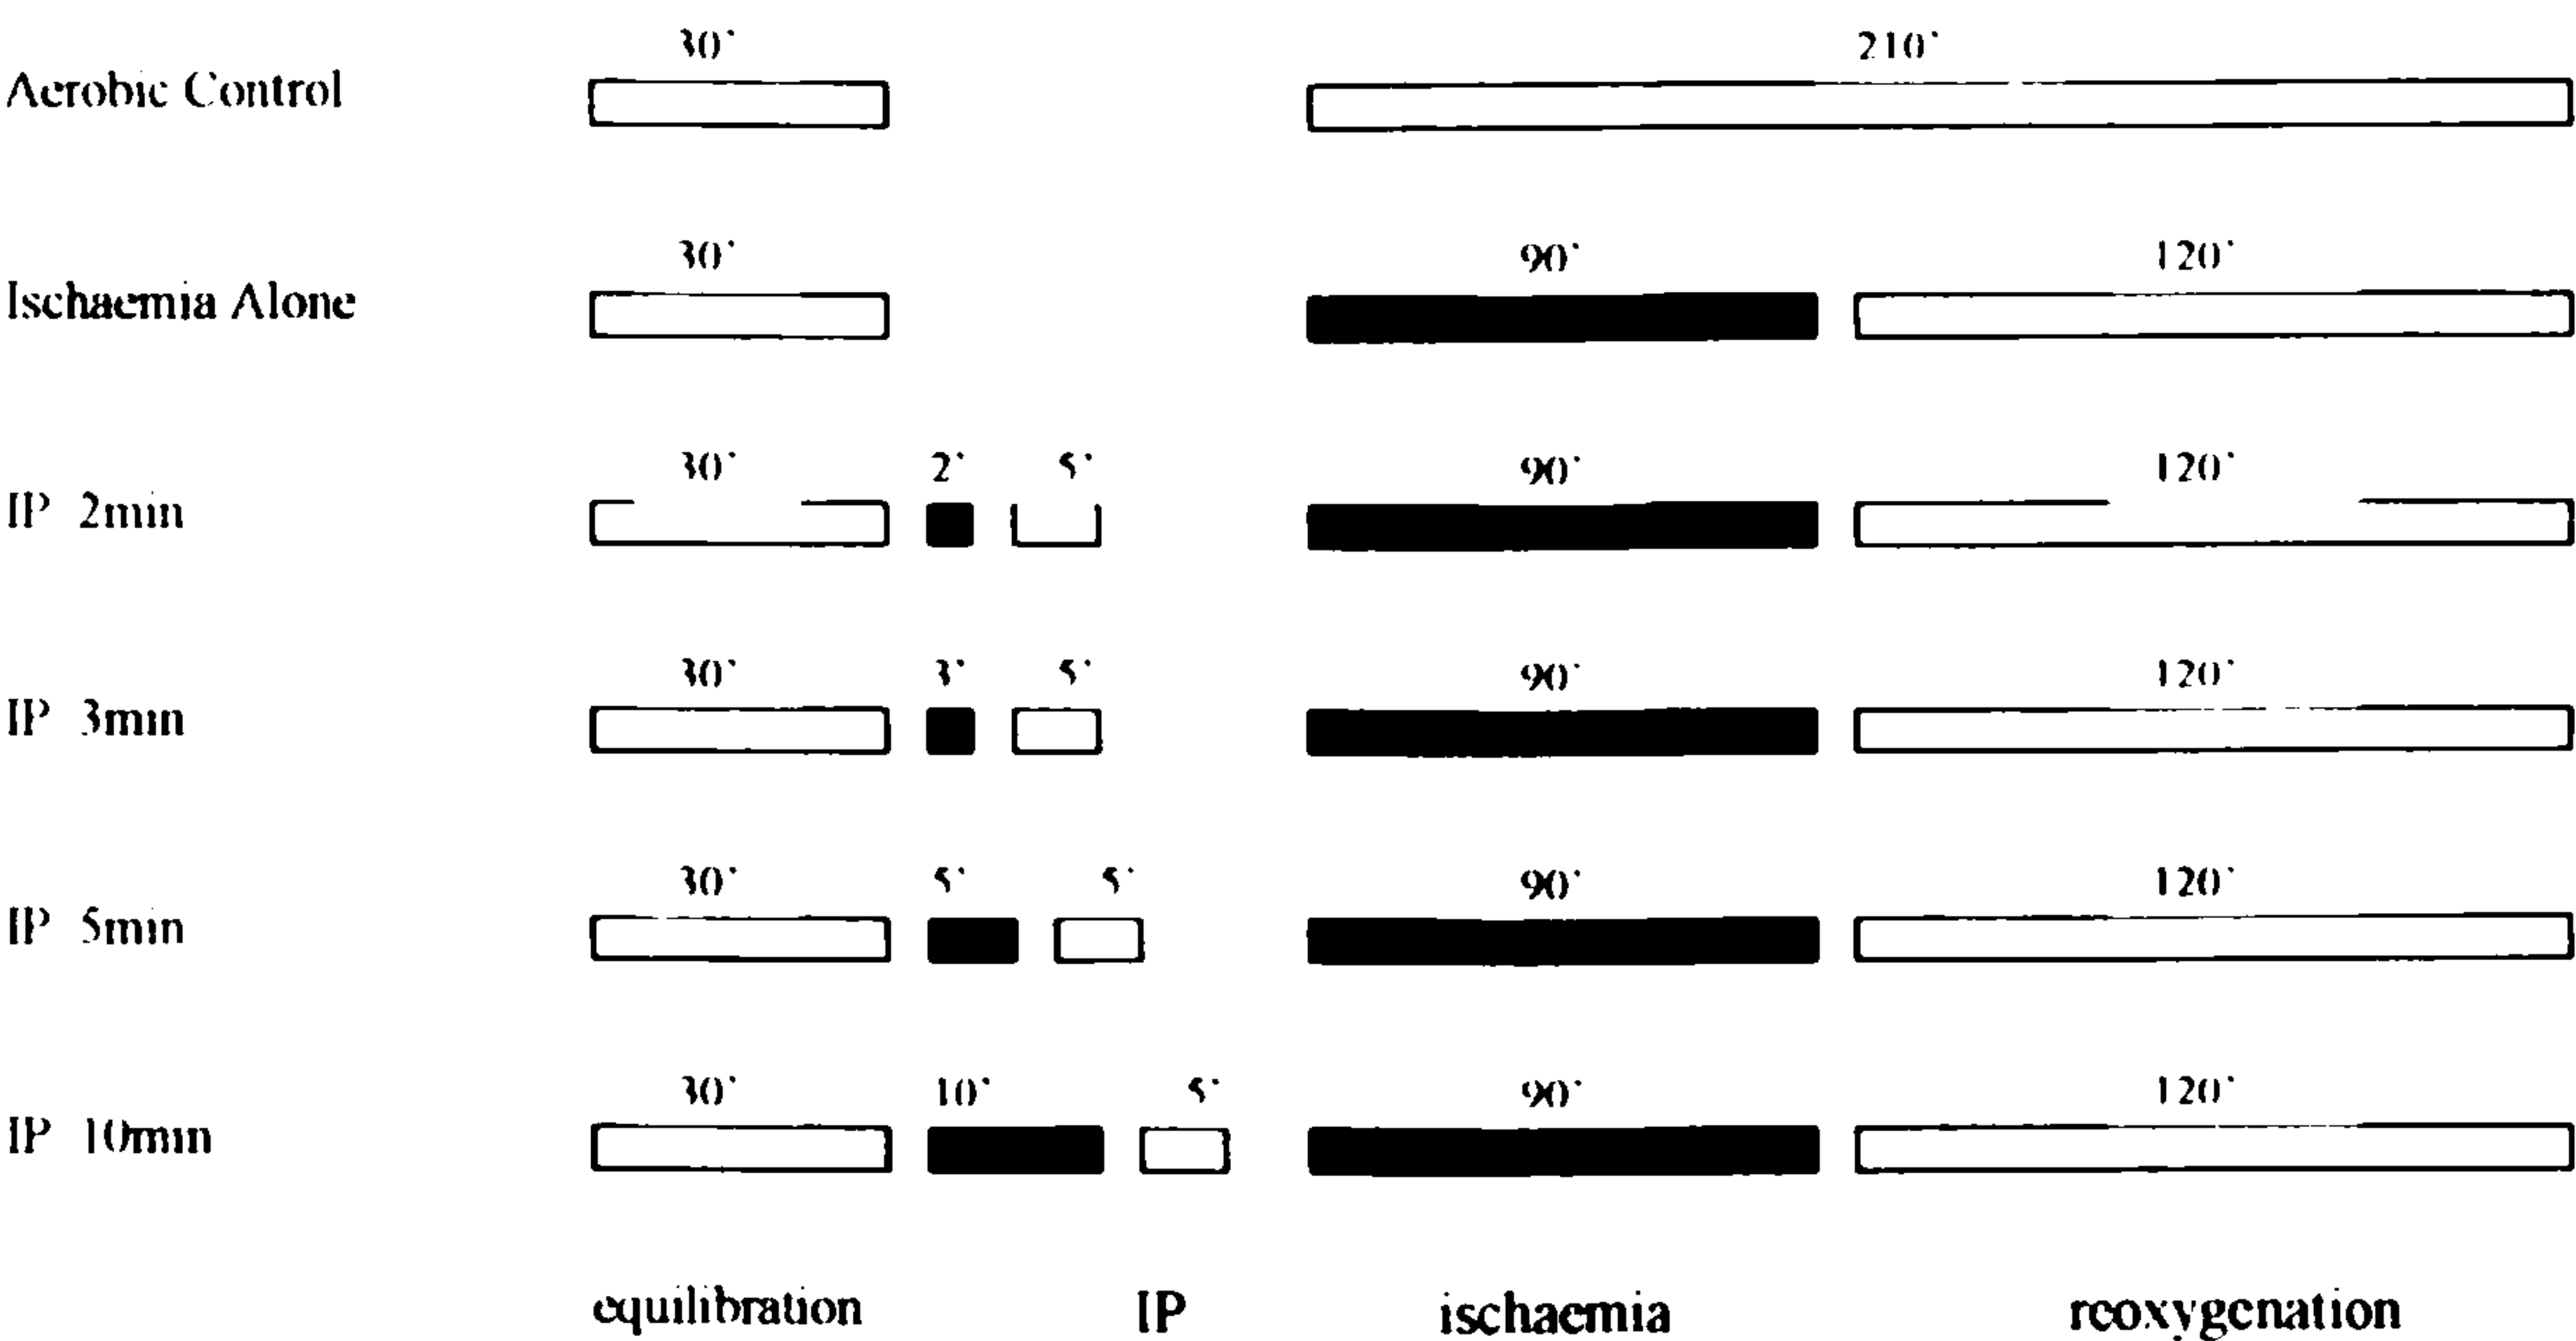 30' 210'
Aerobic Control
30' 90' 120'
Ischaemia Alone
30' 2' 5' 90' 120'
IP 2min
30' 3' 5' 90' 120'
IP 3min
30' 5' 5' 90' 120'
IP 5min
30' 10' 5' 90' 120'
IP 10min
equilibration IP ischaemia reoxygenation